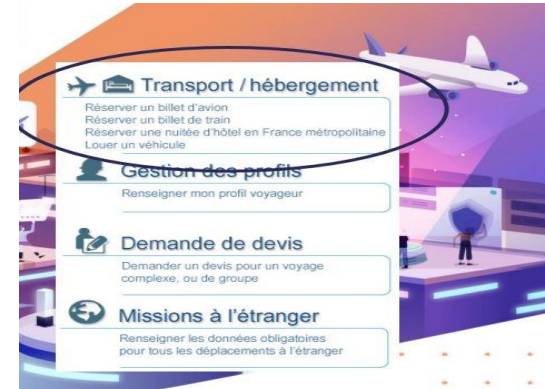 Transport / hébergement
Réserver un billet d'avion
Réserver un billet de train
Réserver une nuitée d'hôtel en France métropolitaine
Louer un véhicule
Gestion des profils
Renseigner mon profil voyageur
Demande de devis
Demander un devis pour un voyage
complexe, ou de groupe
Missions à l'étranger
Renseigner les données obligatoires
pour tous les déplacements à l'étranger